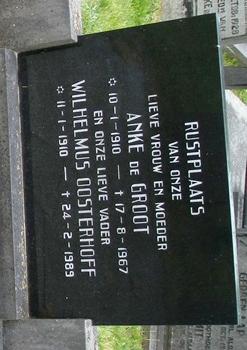 RUSTPLAATS
VAN ONZE
LIEVE VROUW EN MOEDER
ANKE DE GROOT
☆ 10-1-1910 — † 17-8-1967
EN ONZE LIEVE VADER
WILHELMUS OOSTERHOFF
☆ 11-1-1910 — † 24-2-1989